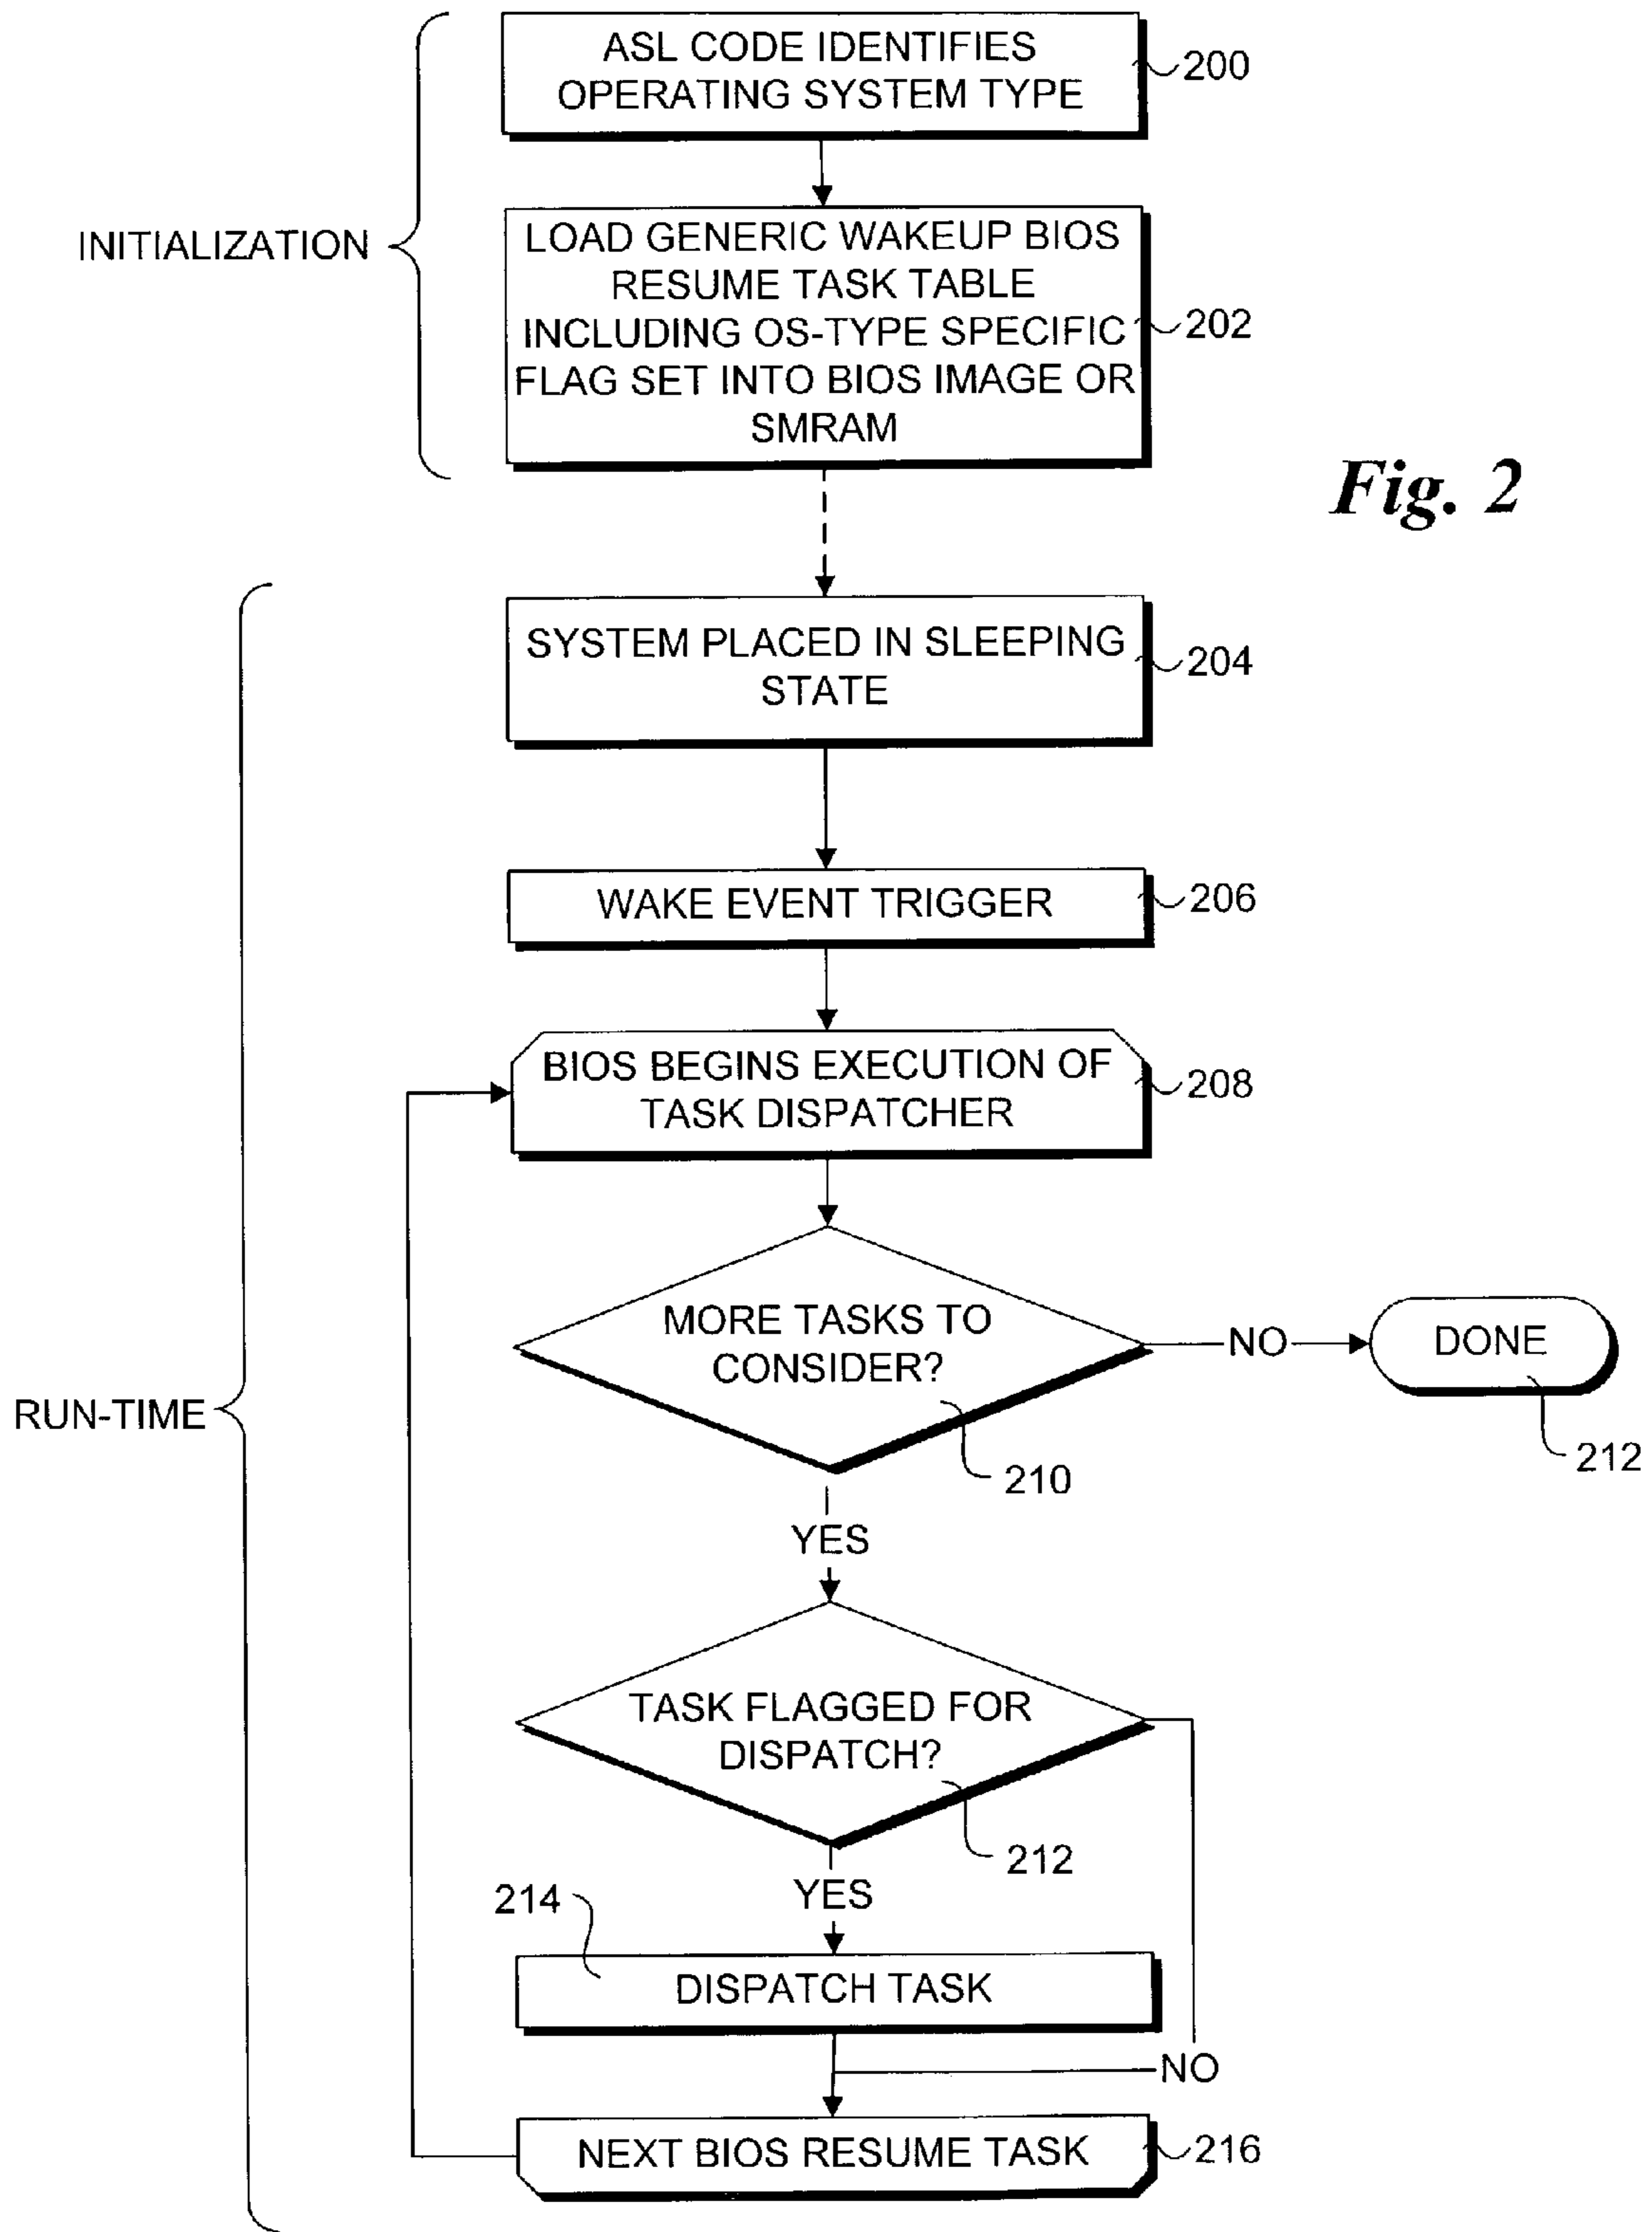 ASL CODE IDENTIFIES
OPERATING SYSTEM TYPE
200
INITIALIZATION
LOAD GENERIC WAKEUP BIOS
RESUME TASK TABLE
INCLUDING OS-TYPE SPECIFIC
FLAG SET INTO BIOS IMAGE OR
SMRAM
202
Fig. 2
SYSTEM PLACED IN SLEEPING
STATE
204
WAKE EVENT TRIGGER
206
BIOS BEGINS EXECUTION OF
TASK DISPATCHER
208
MORE TASKS TO
CONSIDER?
210
NO
DONE
212
RUN-TIME
YES
TASK FLAGGED FOR
DISPATCH?
212
YES
214
DISPATCH TASK
NO
NEXT BIOS RESUME TASK
216